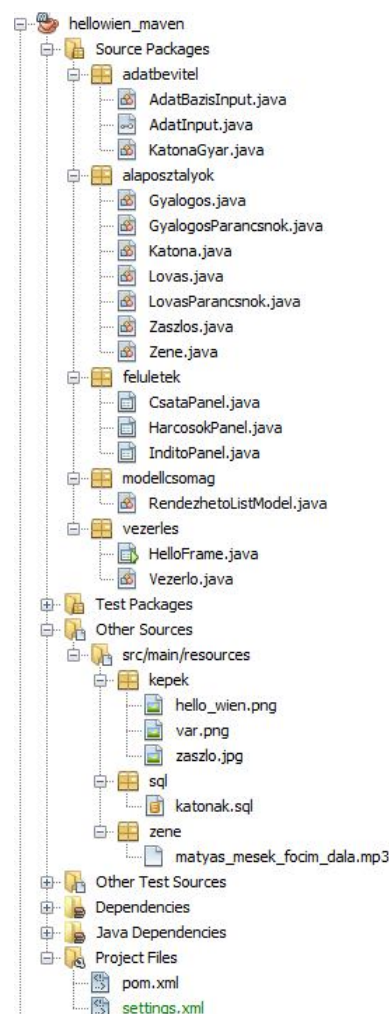 hellowien_maven
Source Packages
adatbevitel
AdatBazisInput.java
AdatInput.java
KatonaGyar.java
alaposztalyok
Gyalogos.java
GyalogosParancsnok.java
Katona.java
Lovas.java
LovasParancsnok.java
Zaszlos.java
Zene.java
feluletek
CsataPanel.java
HarcosokPanel.java
InditoPanel.java
modellcsomag
RendezhetoListModel.java
vezerles
HelloFrame.java
Vezerlo.java
Test Packages
Other Sources
src/main/resources
kepek
hello_wien.png
var.png
zaszlo.jpg
sql
katonak.sql
zene
matyas_mesek_focim_dala.mp3
Other Test Sources
Dependencies
Java Dependencies
Project Files
pom.xml
settings.xml